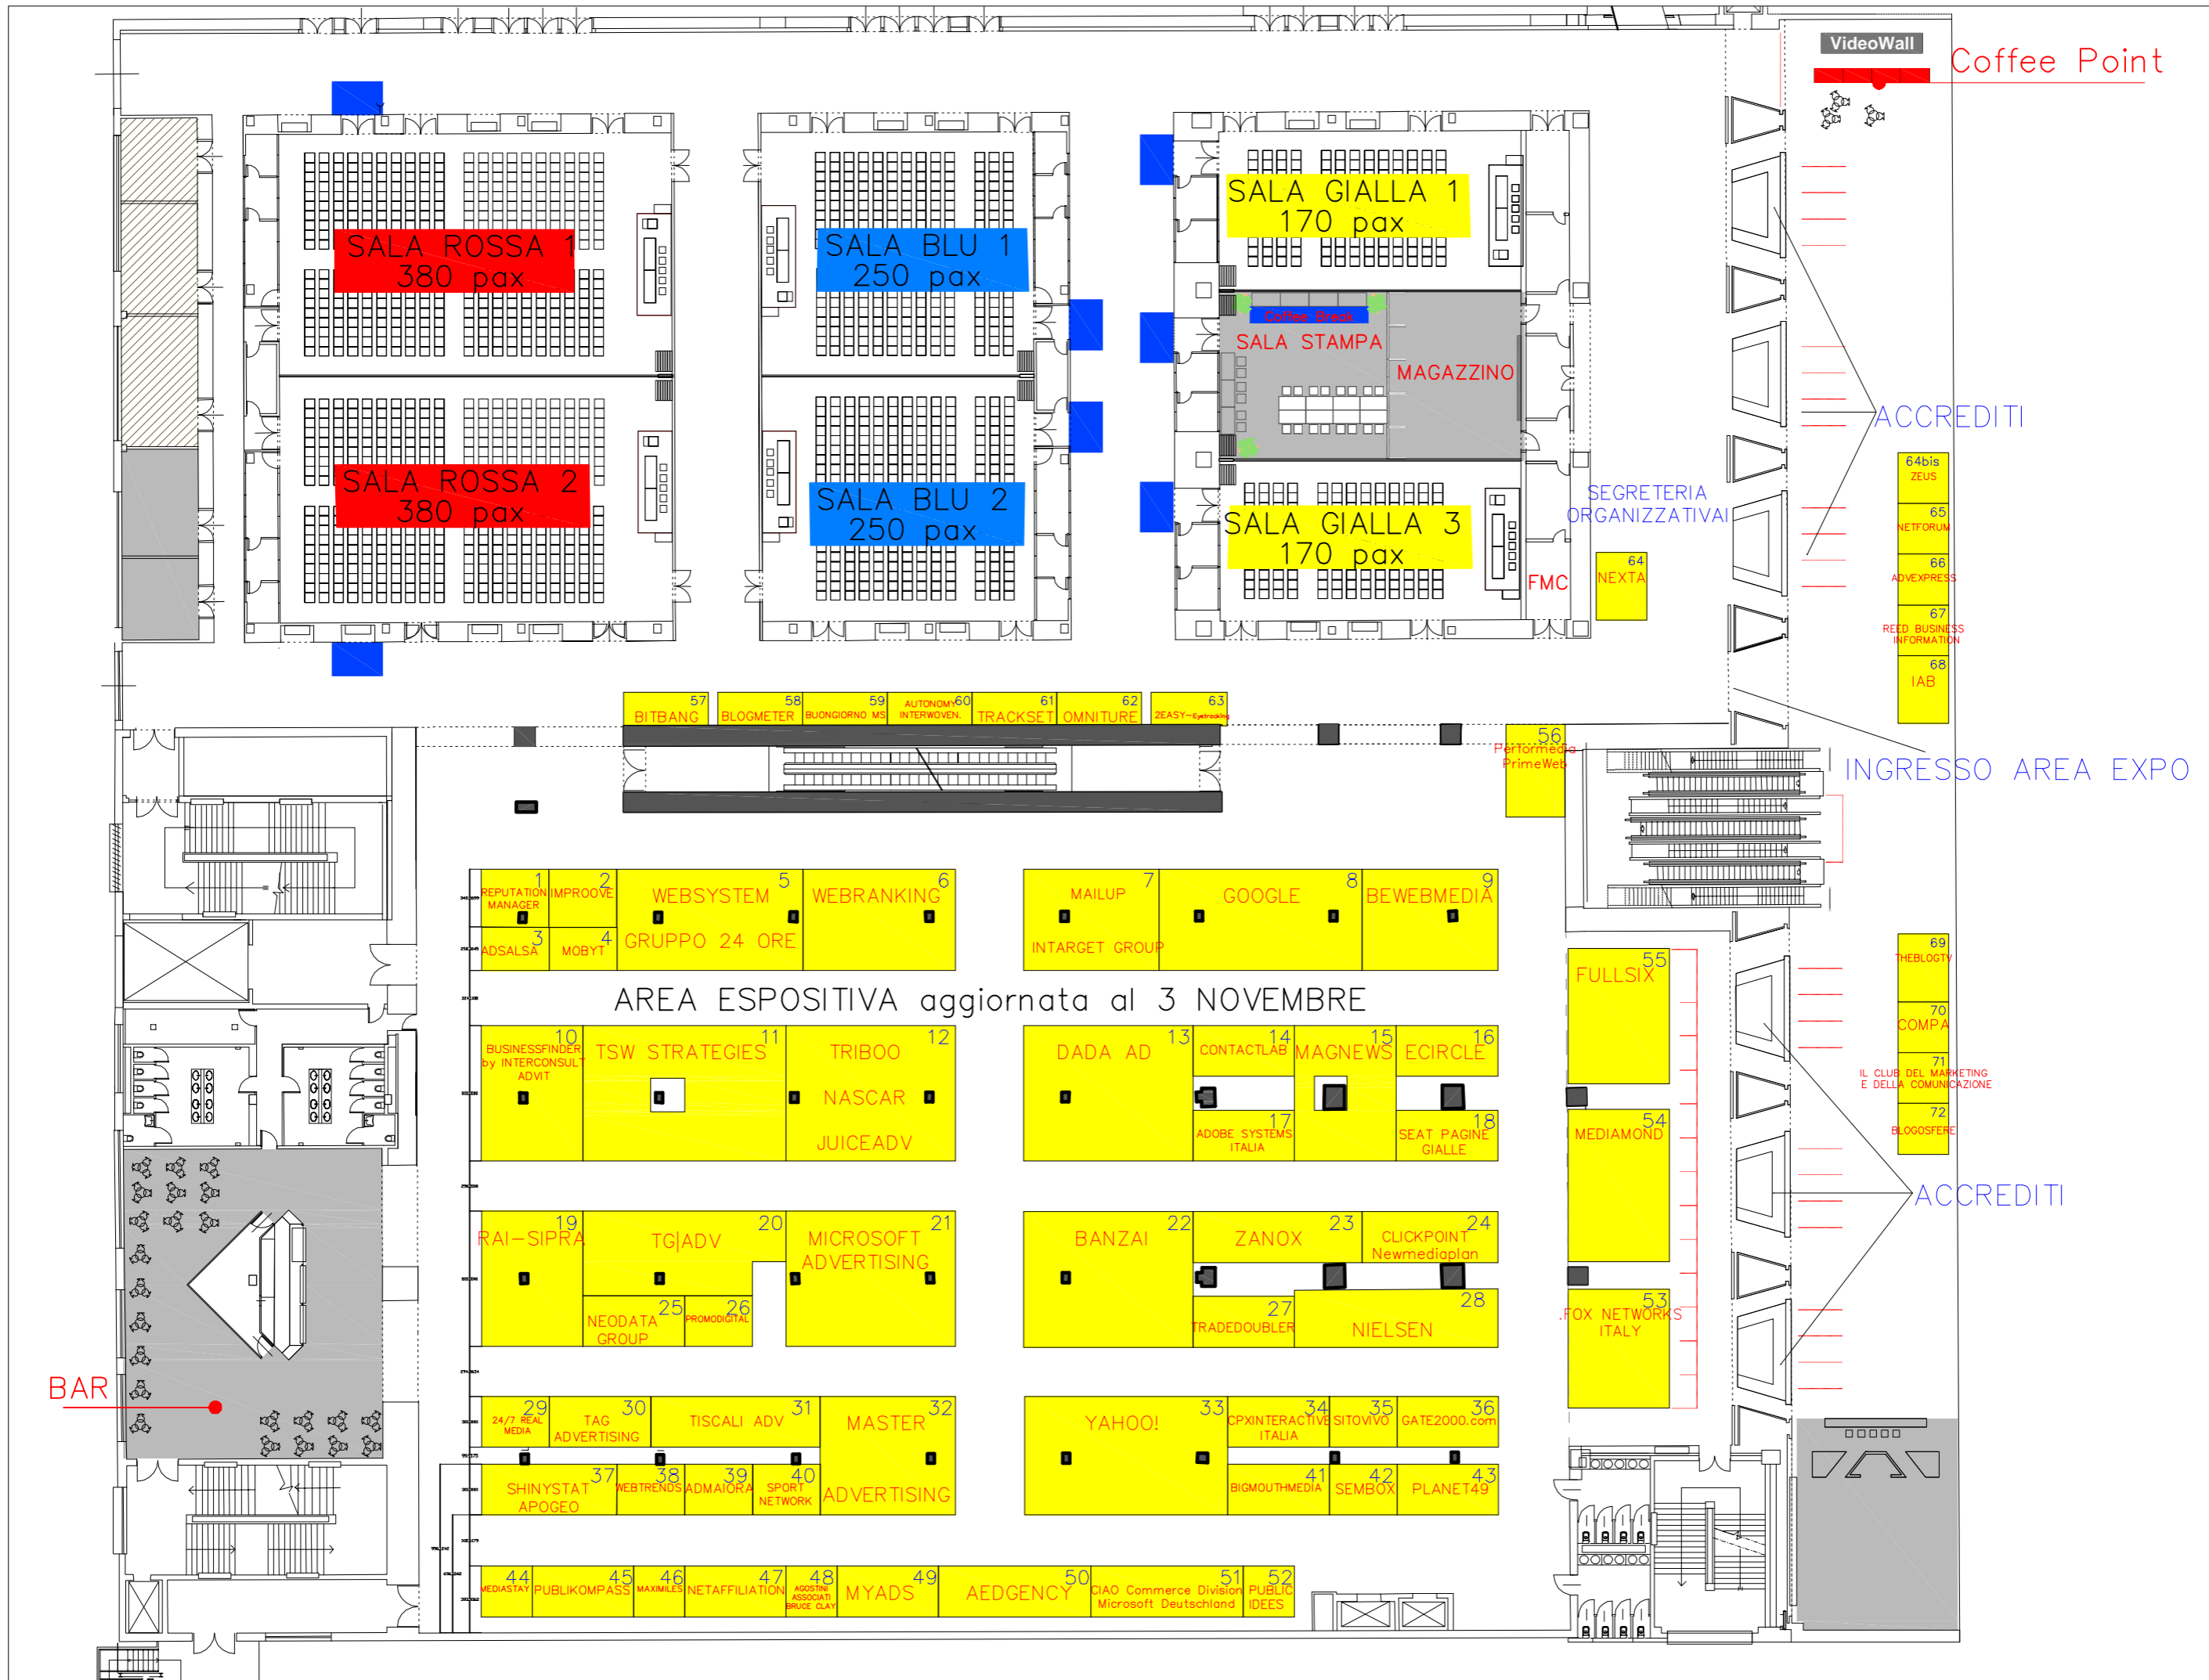 VideoWall
Coffee Point
SALA ROSSA 1
380 pax
SALA BLU 1
250 pax
SALA GIALLA 1
170 pax
Coffee Break
SALA STAMPA
MAGAZZINO
ACCREDITI
SALA ROSSA 2
380 pax
SALA BLU 2
250 pax
SALA GIALLA 3
170 pax
SEGRETERIA
ORGANIZZATIVAI
FMC
64
NEXTA
64bis
ZEUS
65
NETFORUM
66
ADVEXPRESS
67
REED BUSINESS
INFORMATION
68
IAB
57
BITBANG
58
BLOGMETER
59
BUONGIORNO MS
60
AUTONOMY
INTERWOVEN.
61
TRACKSET
62
OMNITURE
63
2EASY-Eyetracking
56
Performedia
PrimeWeb
INGRESSO AREA EXPO
1
REPUTATION
MANAGER
2
IMPROOVE
3
ADSALSA
4
MOBYT
5
WEBSYSTEM
GRUPPO 24 ORE
6
WEBRANKING
7
MAILUP
INTARGET GROUP
8
GOOGLE
9
BEWEBMEDIA
55
FULLSIX
69
THEBLOGTV
AREA ESPOSITIVA aggiornata al 3 NOVEMBRE
10
BUSINESSFINDER
by INTERCONSULT
ADVIT
11
TSW STRATEGIES
12
TRIBOO
NASCAR
JUICEADV
13
DADA AD
14
CONTACTLAB
15
MAGNEWS
16
ECIRCLE
17
ADOBE SYSTEMS
ITALIA
18
SEAT PAGINE
GIALLE
54
MEDIAMOND
70
COMPA
71
IL CLUB DEL MARKETING
E DELLA COMUNICAZIONE
72
BLOGOSFERE
ACCREDITI
19
RAI-SIPRA
20
TG|ADV
21
MICROSOFT
ADVERTISING
22
BANZAI
23
ZANOX
24
CLICKPOINT
Newmediaplan
25
NEODATA
GROUP
26
PROMODIGITAL
27
TRADEDOUBLER
28
NIELSEN
53
.FOX NETWORKS
ITALY
BAR
29
24/7 REAL
MEDIA
30
TAG
ADVERTISING
31
TISCALI ADV
32
MASTER
ADVERTISING
33
YAHOO!
34
CPXINTERACTIVE
ITALIA
35
SITOVIVO
36
GATE2000.com
37
SHINYSTAT
APOGEO
38
WEBTRENDS
39
ADMAIORA
40
SPORT
NETWORK
41
BIGMOUTHMEDIA
42
SEMBOX
43
PLANET49
44
MEDIASTAY
45
PUBLIKOMPASS
46
MAXIMILES
47
NETAFFILIATION
48
AGOSTINI
ASSOCIATI
BRUCE CLAY
49
MYADS
50
AEDGENCY
51
CIAO Commerce Division
Microsoft Deutschland
52
PUBLIC
IDEES